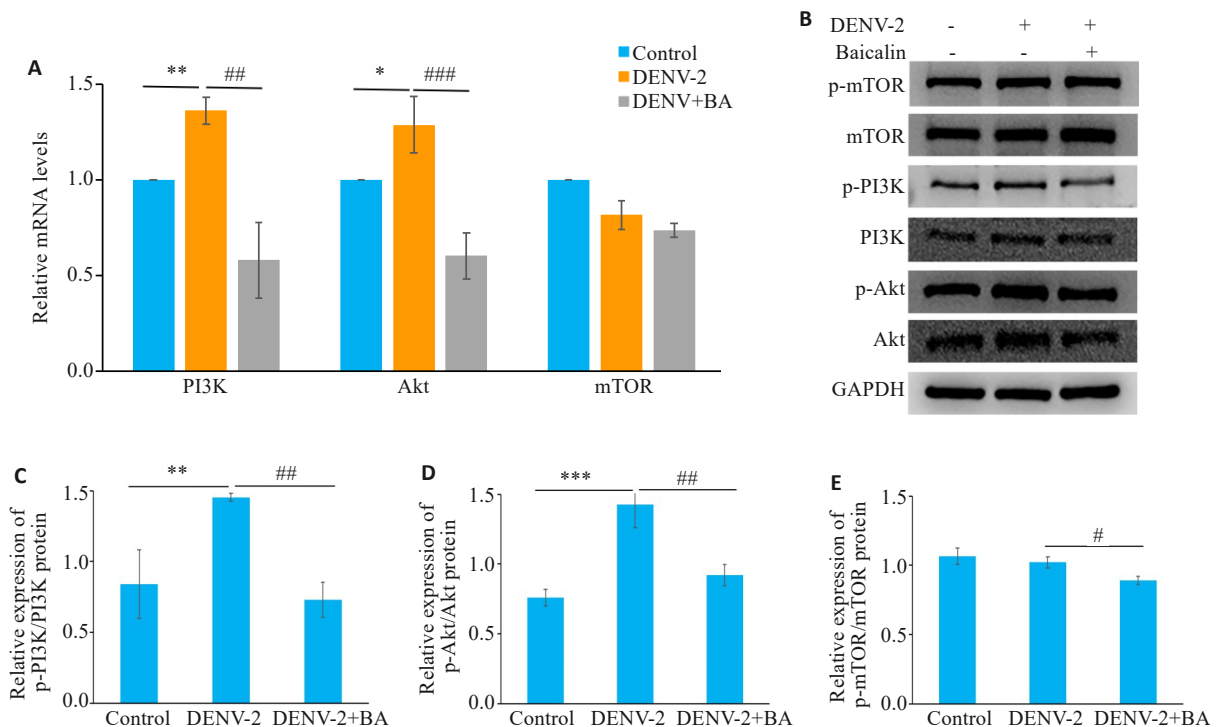 A
Control
DENV-2
DENV+BA
** ## * ###
Relative mRNA levels
1.5
1.0
0.5
0.0
PI3K Akt mTOR
B
DENV-2 - + +
Baicalin - - +
p-mTOR
mTOR
p-PI3K
PI3K
p-Akt
Akt
GAPDH
C
** ##
Relative expression of
p-PI3K/PI3K protein
1.5
1.0
0.5
0.0
Control DENV-2 DENV-2+BA
D
*** ##
Relative expression of
p-Akt/Akt protein
1.5
1.0
0.5
0.0
Control DENV-2 DENV-2+BA
E
#
Relative expression of
p-mTOR/mTOR protein
1.5
1.0
0.5
0.0
Control DENV-2 DENV-2+BA